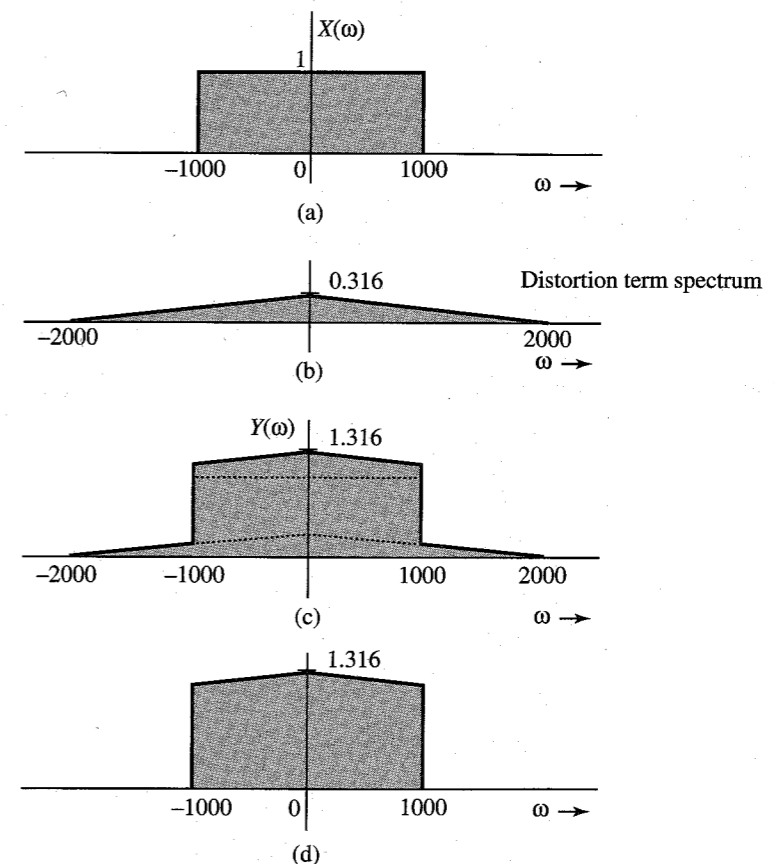 X(ω)
1
−1000 0 1000
ω →
(a)
0.316 Distortion term spectrum
−2000 2000
ω →
(b)
Y(ω) 1.316
−2000 −1000 1000 2000
(c) ω →
1.316
−1000 0 1000 ω →
(d)